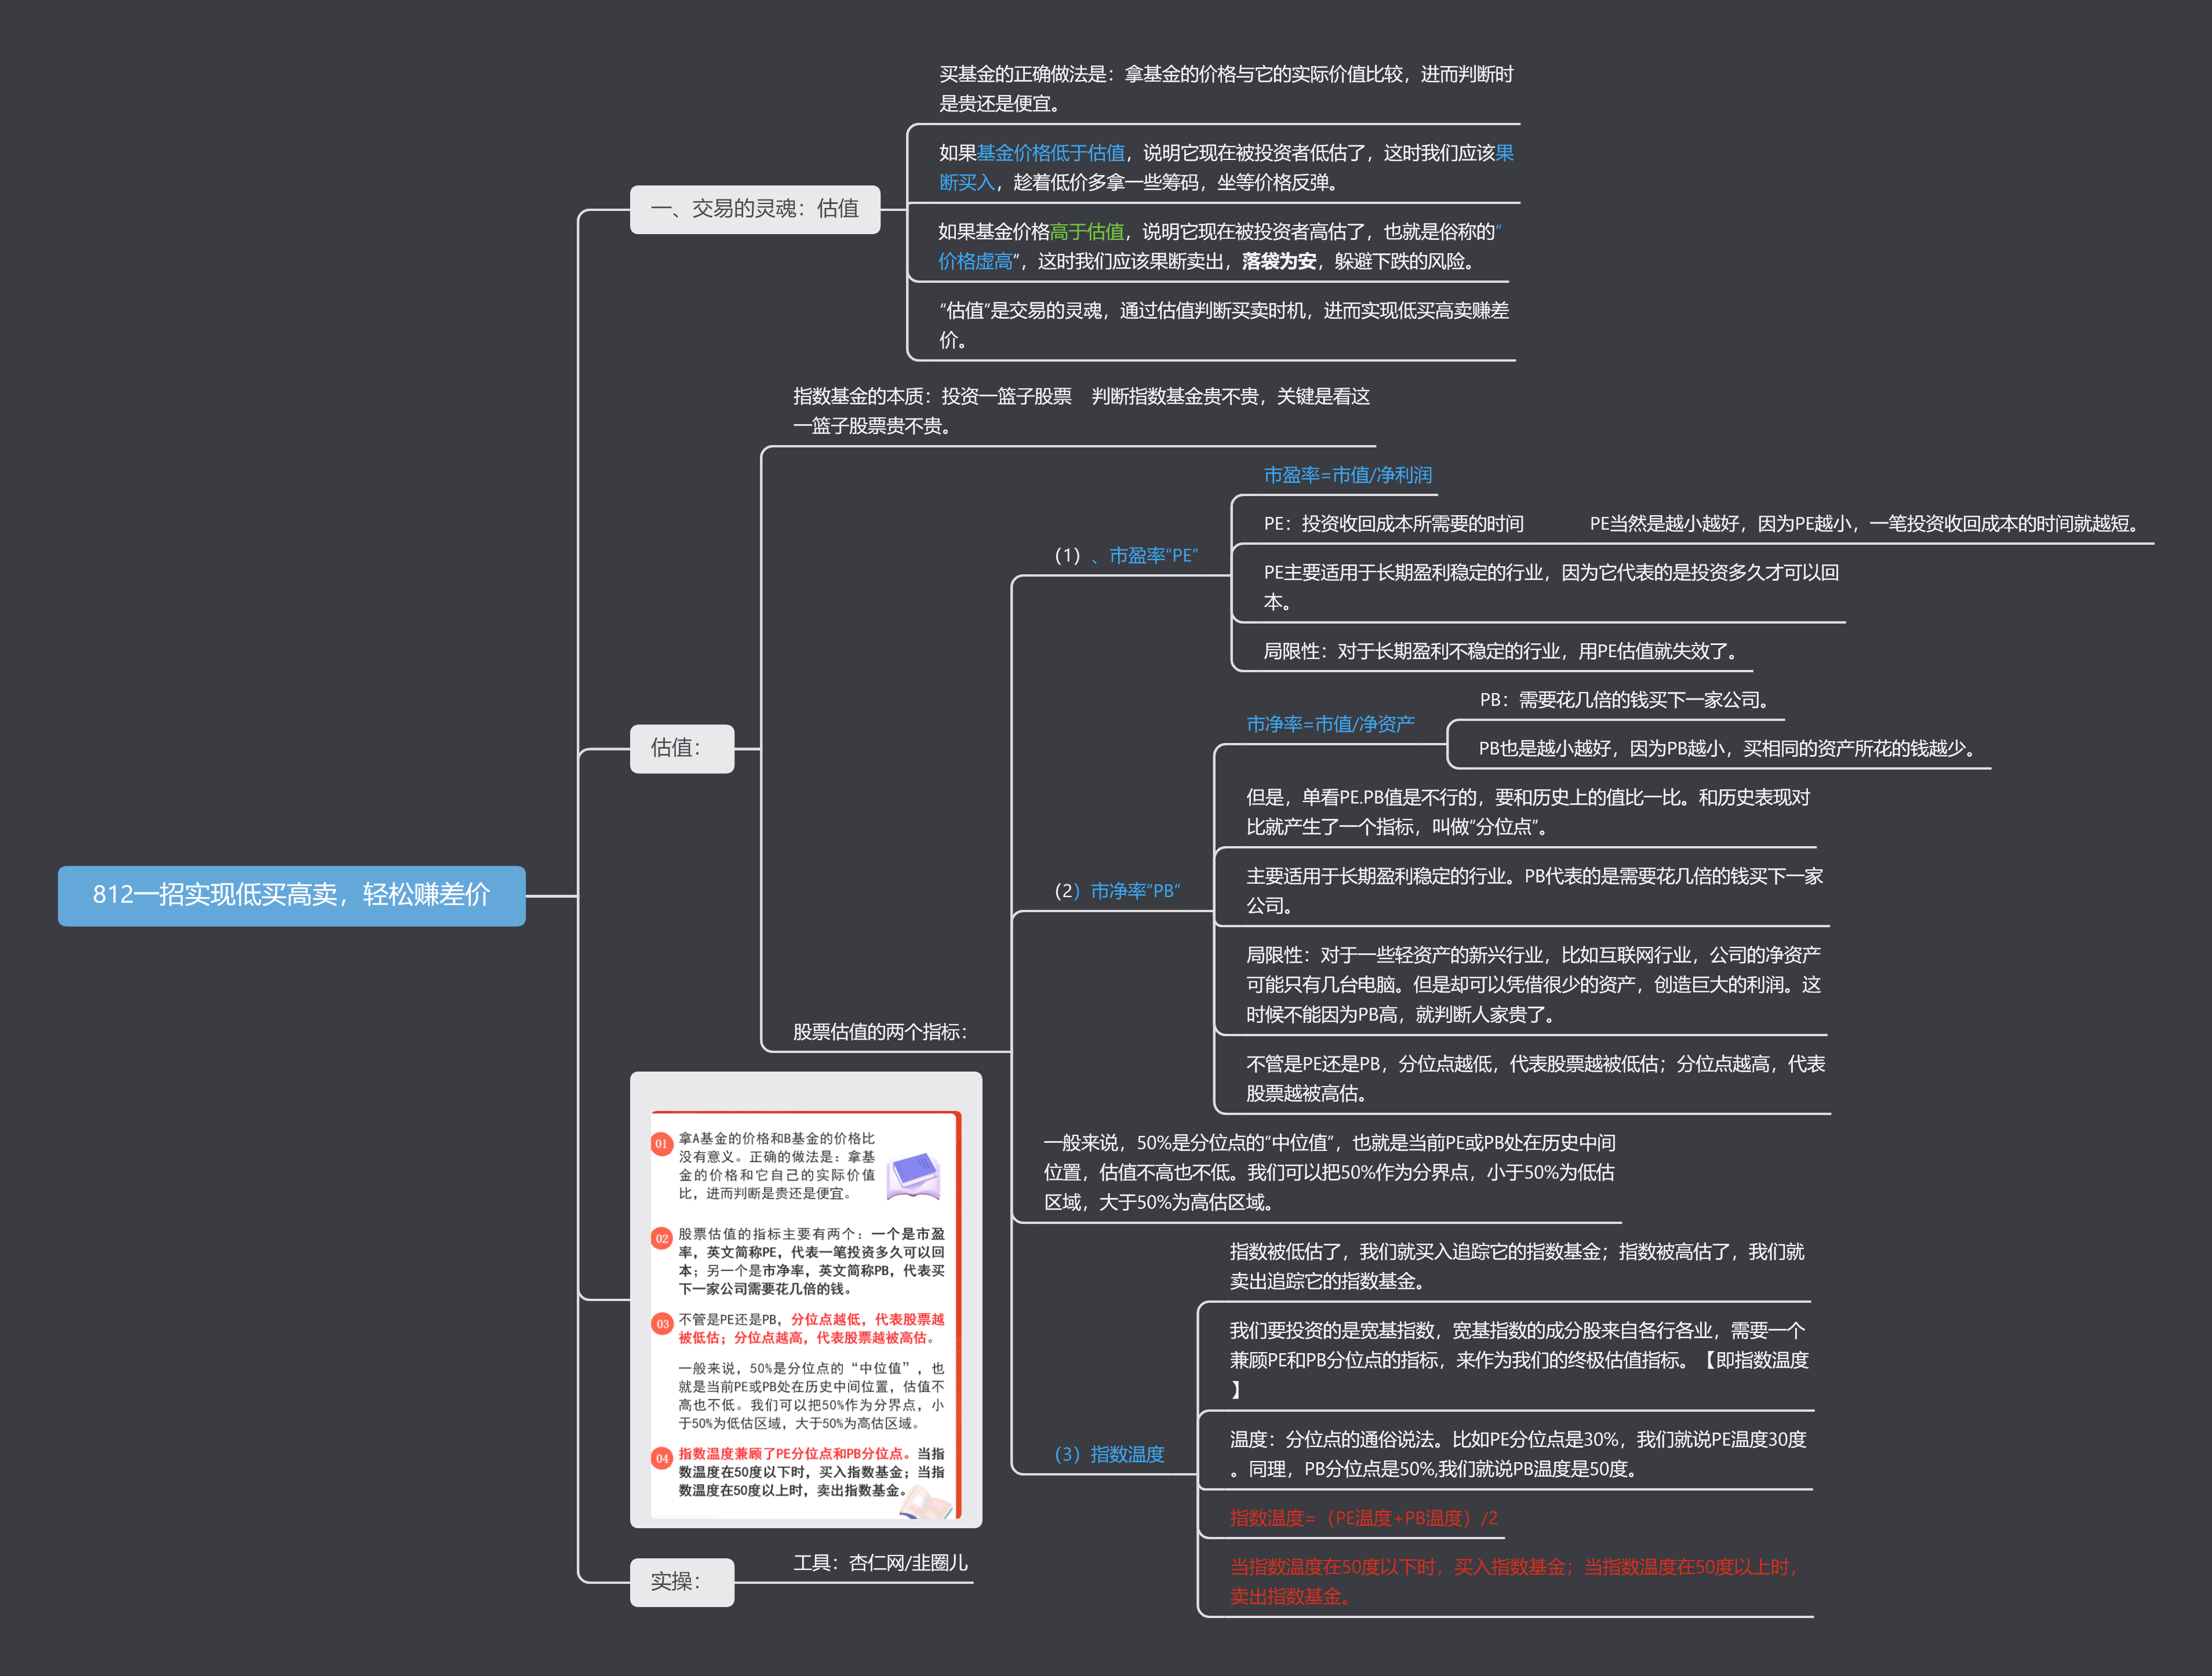 812一招实现低买高卖，轻松赚差价
一、交易的灵魂：估值
买基金的正确做法是：拿基金的价格与它的实际价值比较，进而判断时
是贵还是便宜。
如果基金价格低于估值，说明它现在被投资者低估了，这时我们应该果
断买入，趁着低价多拿一些筹码，坐等价格反弹。
如果基金价格高于估值，说明它现在被投资者高估了，也就是俗称的“
价格虚高”，这时我们应该果断卖出，落袋为安，躲避下跌的风险。
“估值”是交易的灵魂，通过估值判断买卖时机，进而实现低买高卖赚差
价。
估值：
指数基金的本质：投资一篮子股票 判断指数基金贵不贵，关键是看这
一篮子股票贵不贵。
股票估值的两个指标：
（1）、市盈率“PE”
市盈率=市值/净利润
PE：投资收回成本所需要的时间 PE当然是越小越好，因为PE越小，一笔投资收回成本的时间就越短。
PE主要适用于长期盈利稳定的行业，因为它代表的是投资多久才可以回
本。
局限性：对于长期盈利不稳定的行业，用PE估值就失效了。
（2）市净率“PB”
市净率=市值/净资产
PB：需要花几倍的钱买下一家公司。
PB也是越小越好，因为PB越小，买相同的资产所花的钱越少。
但是，单看PE.PB值是不行的，要和历史上的值比一比。和历史表现对
比就产生了一个指标，叫做“分位点”。
主要适用于长期盈利稳定的行业。PB代表的是需要花几倍的钱买下一家
公司。
局限性：对于一些轻资产的新兴行业，比如互联网行业，公司的净资产
可能只有几台电脑。但是却可以凭借很少的资产，创造巨大的利润。这
时候不能因为PB高，就判断人家贵了。
不管是PE还是PB，分位点越低，代表股票越被低估；分位点越高，代表
股票越被高估。
一般来说，50%是分位点的“中位值”，也就是当前PE或PB处在历史中间
位置，估值不高也不低。我们可以把50%作为分界点，小于50%为低估
区域，大于50%为高估区域。
（3）指数温度
指数被低估了，我们就买入追踪它的指数基金；指数被高估了，我们就
卖出追踪它的指数基金。
我们要投资的是宽基指数，宽基指数的成分股来自各行各业，需要一个
兼顾PE和PB分位点的指标，来作为我们的终极估值指标。【即指数温度
】
温度：分位点的通俗说法。比如PE分位点是30%，我们就说PE温度30度
。同理，PB分位点是50%,我们就说PB温度是50度。
指数温度=（PE温度+PB温度）/2
当指数温度在50度以下时，买入指数基金；当指数温度在50度以上时，
卖出指数基金。
01
拿A基金的价格和B基金的价格比
没有意义。正确的做法是：拿基
金的价格和它自己的实际价值
比，进而判断是贵还是便宜。
02
股票估值的指标主要有两个：一个是市盈
率，英文简称PE，代表一笔投资多久可以回
本；另一个是市净率，英文简称PB，代表买
下一家公司需要花几倍的钱。
03
不管是PE还是PB，分位点越低，代表股票越
被低估；分位点越高，代表股票越被高估。
一般来说，50%是分位点的“中位值”，也
就是当前PE或PB处在历史中间位置，估值不
高也不低。我们可以把50%作为分界点，小
于50%为低估区域，大于50%为高估区域。
04
指数温度兼顾了PE分位点和PB分位点。当指
数温度在50度以下时，买入指数基金；当指
数温度在50度以上时，卖出指数基金。
实操：
工具：杏仁网/韭圈儿